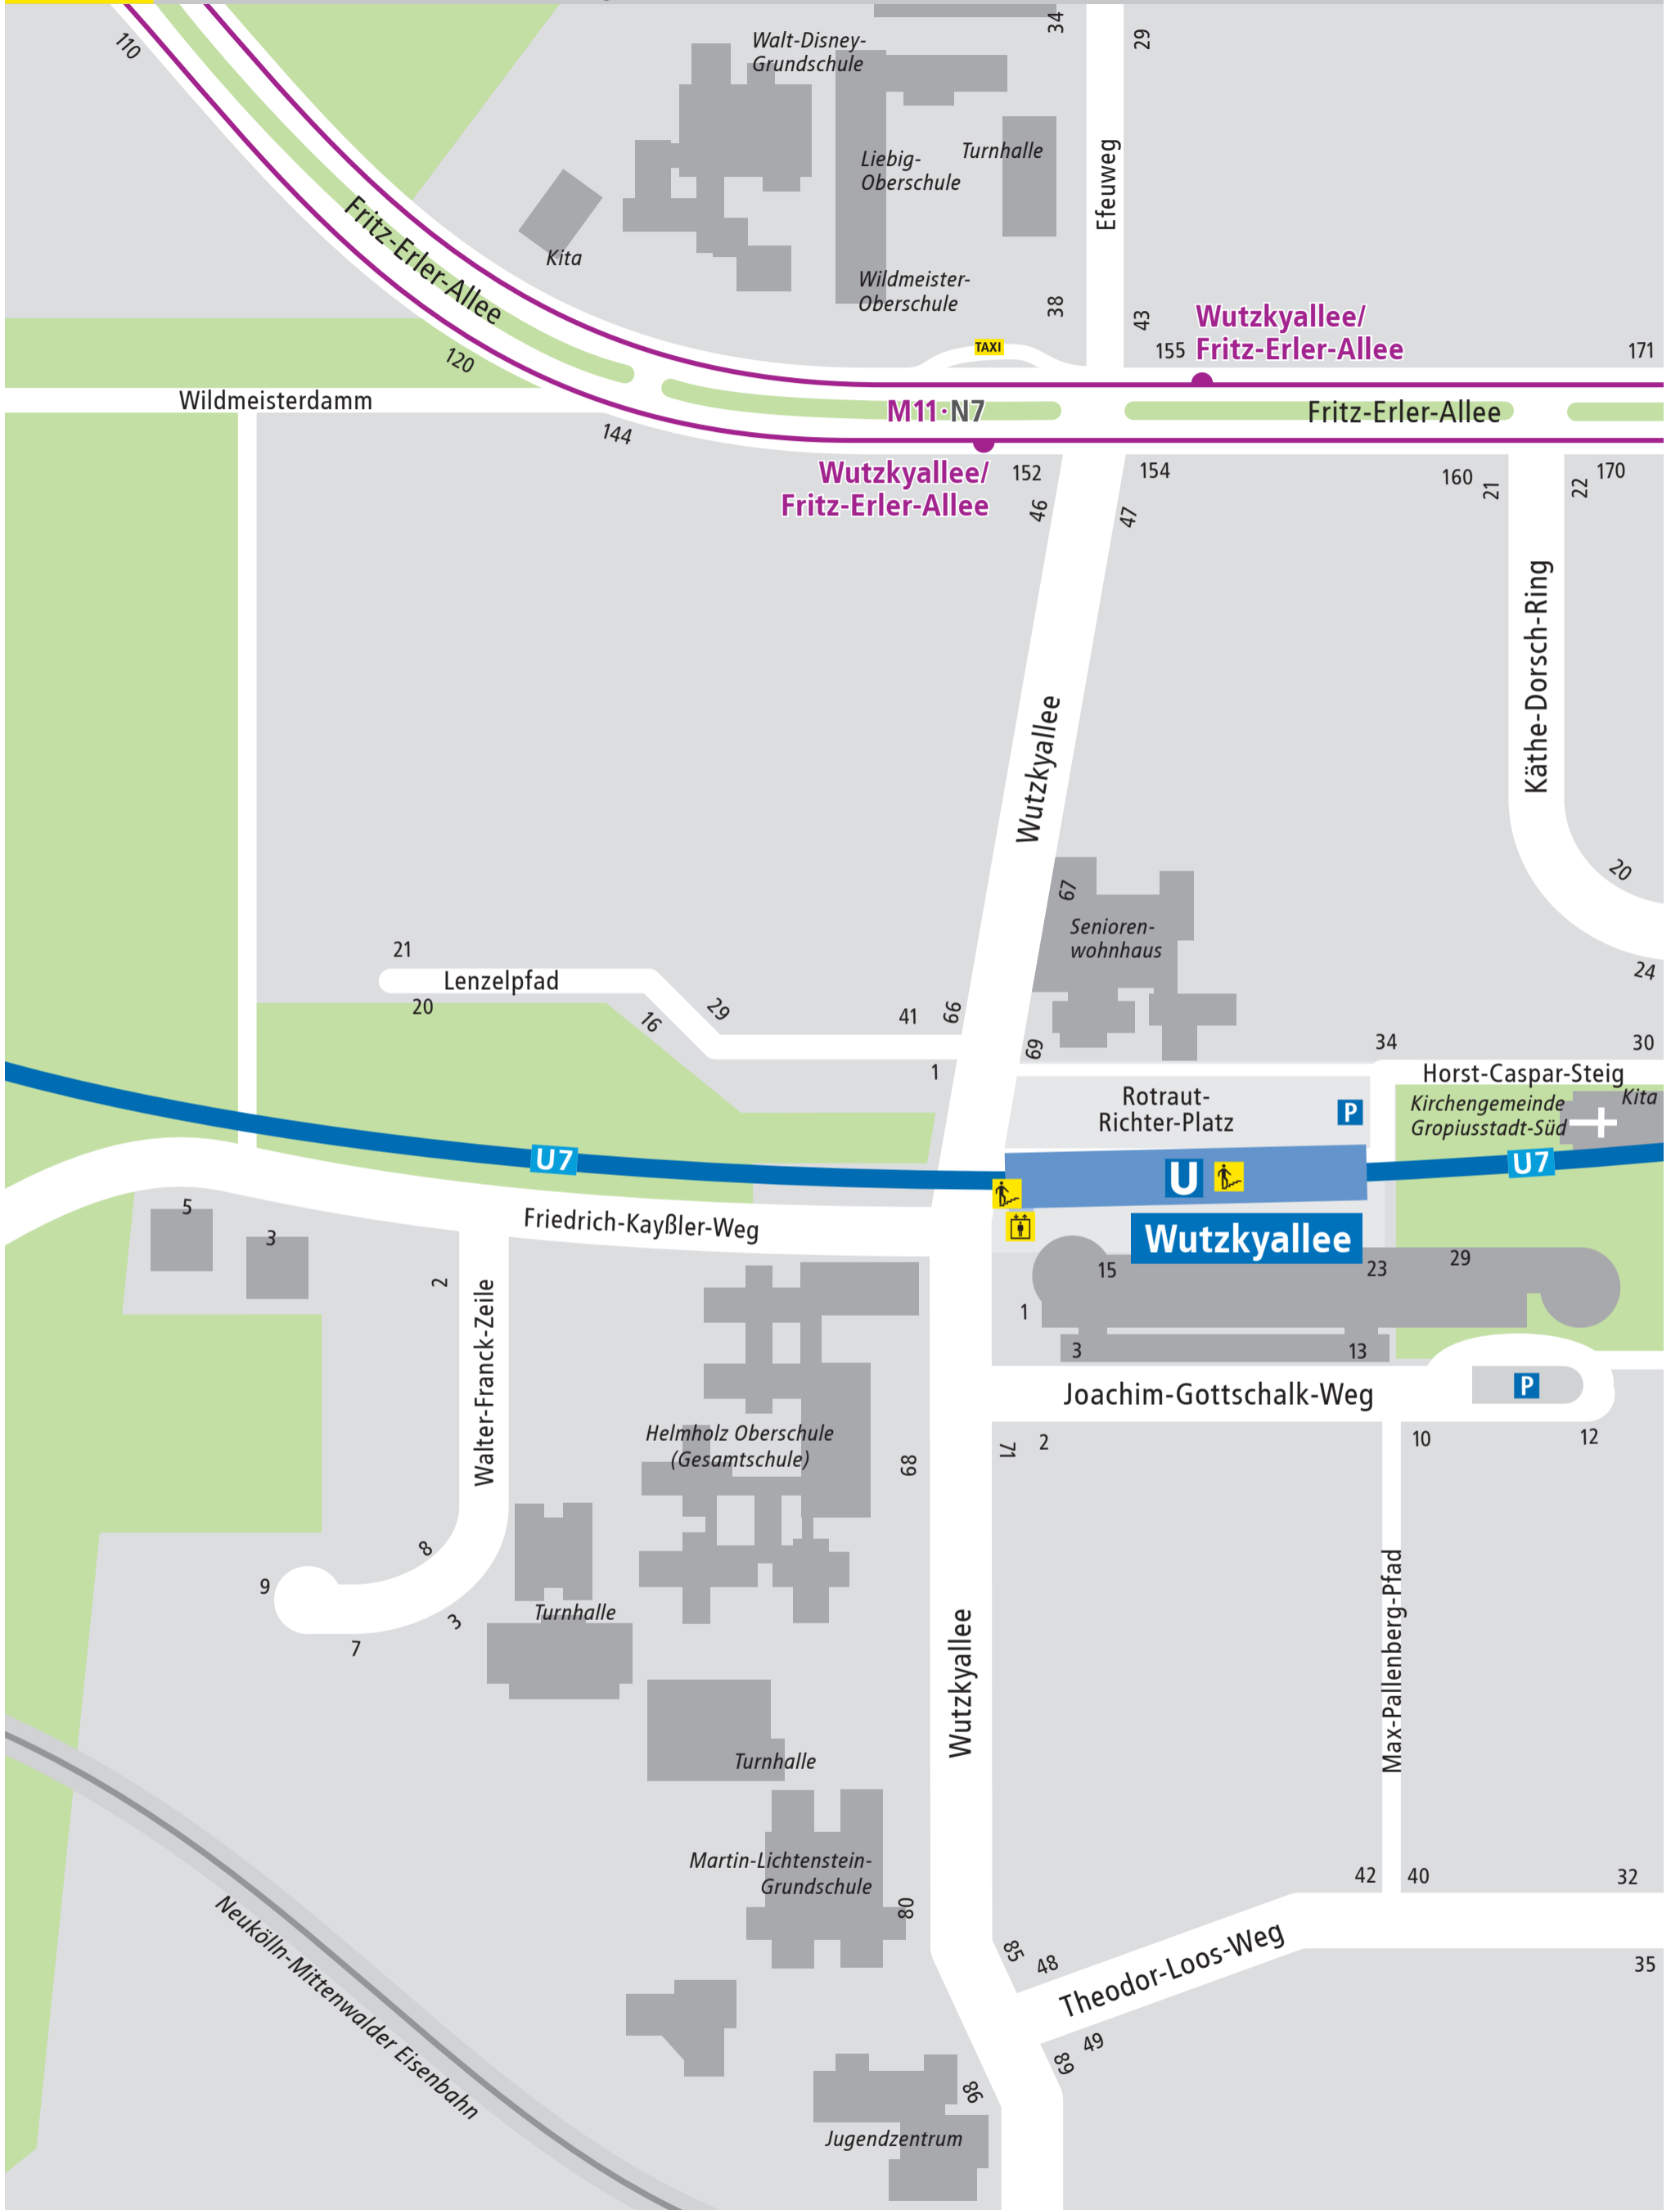 110
Walt-Disney-
Grundschule
34
29
Liebig-
Oberschule
Turnhalle
Efeuweg
Fritz-Erler-Allee
Kita
Wildmeister-
Oberschule
38
43
Wutzkyallee/
Fritz-Erler-Allee
155
171
TAXI
120
Wildmeisterdamm
144
M11·N7
Fritz-Erler-Allee
Wutzkyallee/
Fritz-Erler-Allee
152
154
160
170
46
47
21
22
Käthe-Dorsch-Ring
Wutzkyallee
67
Senioren-
wohnhaus
20
24
21
Lenzelpfad
20
16
29
41
66
69
34
30
1
Horst-Caspar-Steig
Rotraut-
Richter-Platz
P
Kirchengemeinde
Gropiusstadt-Süd
Kita
U7
U
U7
5
3
Friedrich-Kayßler-Weg
Wutzkyallee
2
15
23
29
1
3
13
Walter-Franck-Zeile
Joachim-Gottschalk-Weg
P
Helmholz Oberschule
(Gesamtschule)
68
71
2
10
12
8
9
3
7
Turnhalle
Wutzkyallee
Max-Pallenberg-Pfad
Turnhalle
Martin-Lichtenstein-
Grundschule
80
42
40
32
85
48
Theodor-Loos-Weg
35
49
89
Neukölln-Mittenwalder Eisenbahn
86
Jugendzentrum